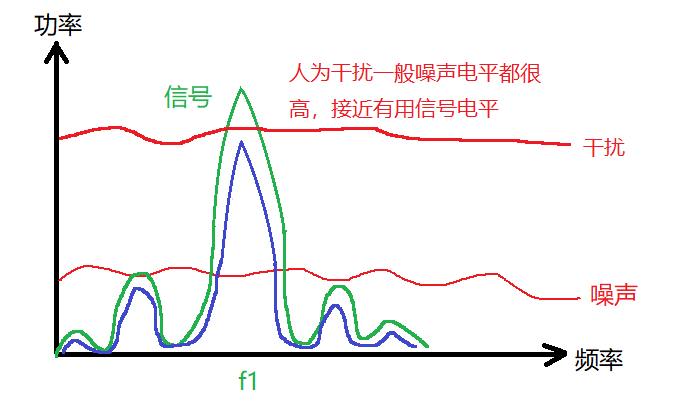 功率
信号
人为干扰一般噪声电平都很
高，接近有用信号电平
干扰
噪声
频率
f1